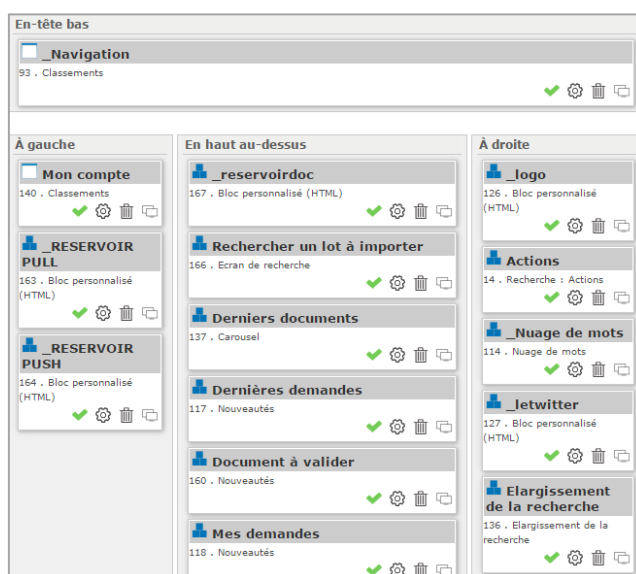 En-tête bas
_Navigation
93 . Classements
À gauche
Mon compte
140 . Classements
_RESERVOIR
PULL
163 . Bloc personnalisé
(HTML)
_RESERVOIR
PUSH
164 . Bloc personnalisé
(HTML)
En haut au-dessus
_reservoirdoc
167 . Bloc personnalisé (HTML)
Rechercher un lot à importer
166 . Ecran de recherche
Derniers documents
137 . Carousel
Dernières demandes
117 . Nouveautés
Document à valider
160 . Nouveautés
Mes demandes
118 . Nouveautés
À droite
_logo
126 . Bloc personnalisé
(HTML)
Actions
14 . Recherche : Actions
_Nuage de mots
114 . Nuage de mots
_letwitter
127 . Bloc personnalisé
(HTML)
Elargissement
de la recherche
136 . Elargissement de la
recherche